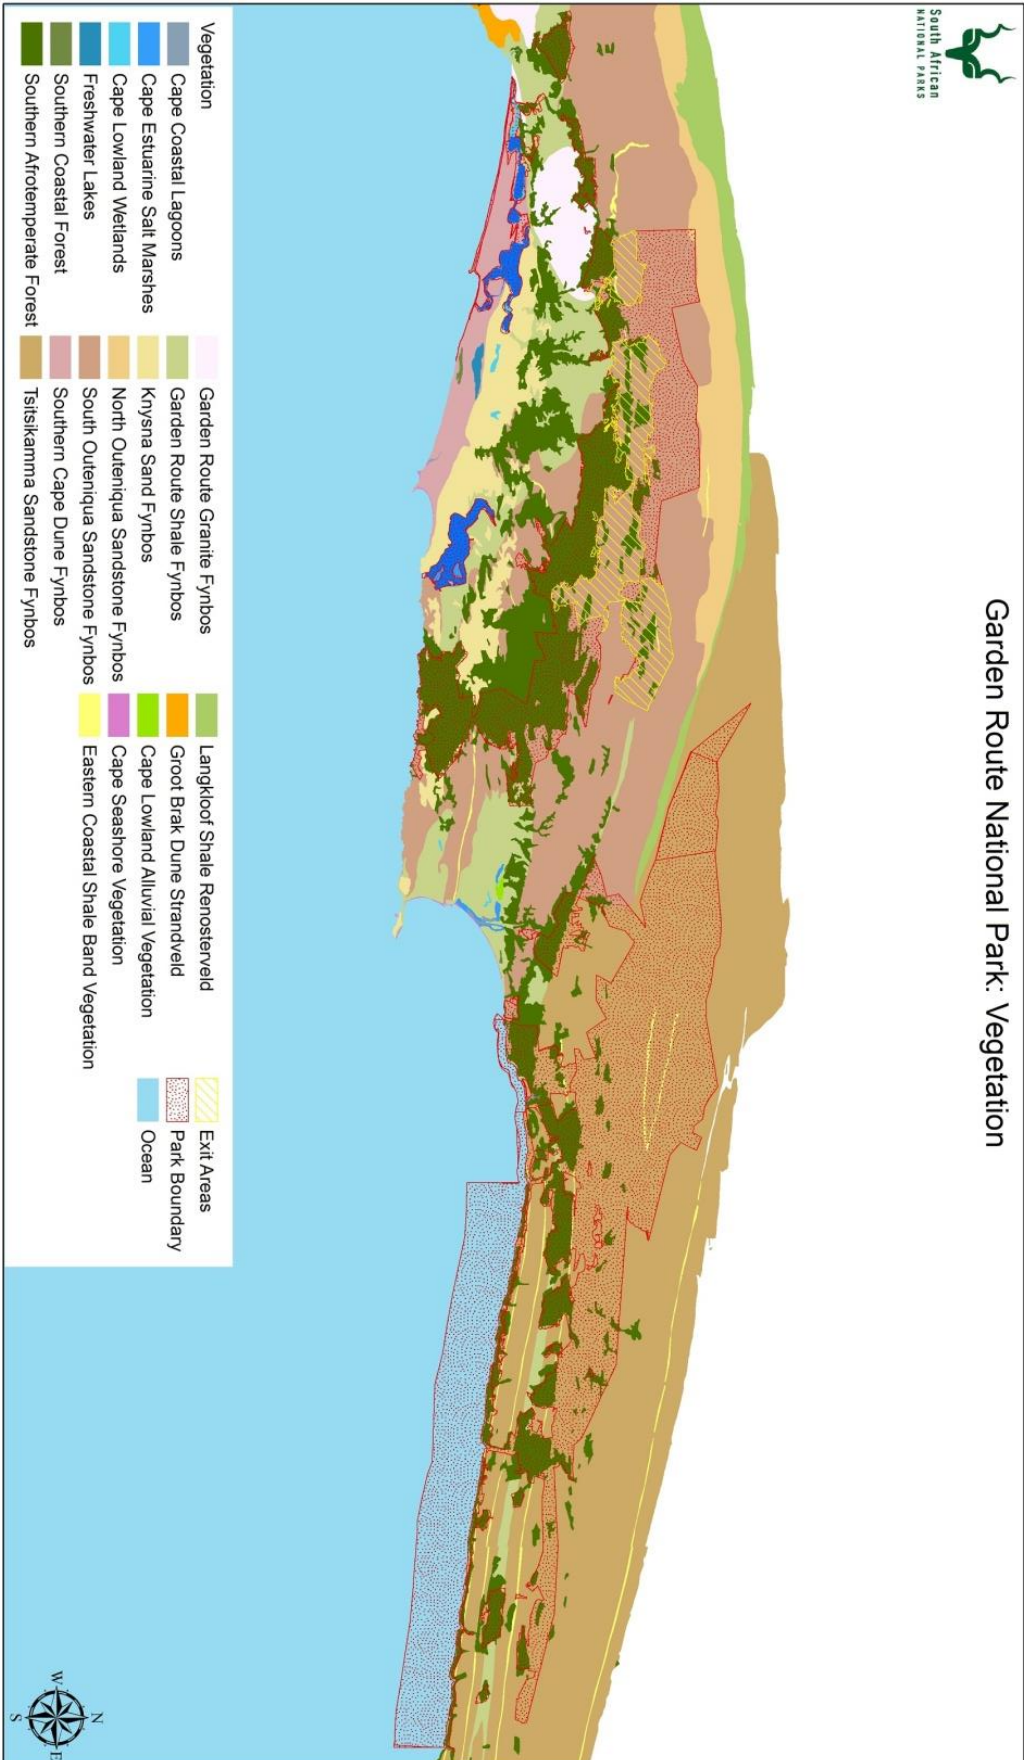 South African
NATIONAL PARKS
Garden Route National Park: Vegetation
Vegetation
Cape Coastal Lagoons
Cape Estuarine Salt Marshes
Cape Lowland Wetlands
Freshwater Lakes
Southern Coastal Forest
Southern Afrotemperate Forest
Garden Route Granite Fynbos
Garden Route Shale Fynbos
Knysna Sand Fynbos
North Outeniqua Sandstone Fynbos
South Outeniqua Sandstone Fynbos
Southern Cape Dune Fynbos
Tsitsikamma Sandstone Fynbos
Langkloof Shale Renosterveld
Groot Brak Dune Strandveld
Cape Lowland Alluvial Vegetation
Cape Seashore Vegetation
Eastern Coastal Shale Band Vegetation
Exit Areas
Park Boundary
Ocean
N
W
E
S